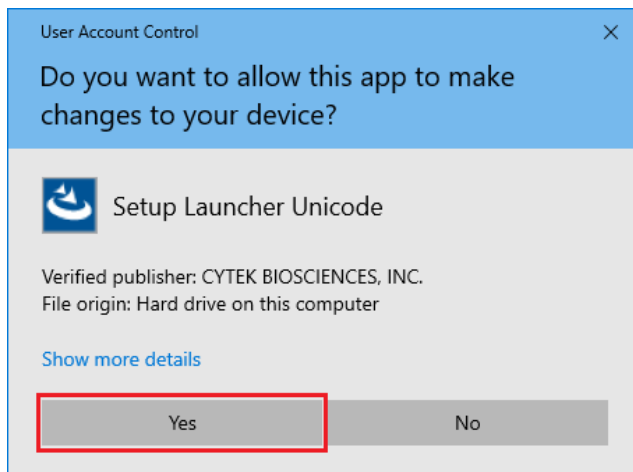 User Account Control
Do you want to allow this app to make
changes to your device?
Setup Launcher Unicode
Verified publisher: CYTEK BIOSCIENCES, INC.
File origin: Hard drive on this computer
Show more details
Yes
No